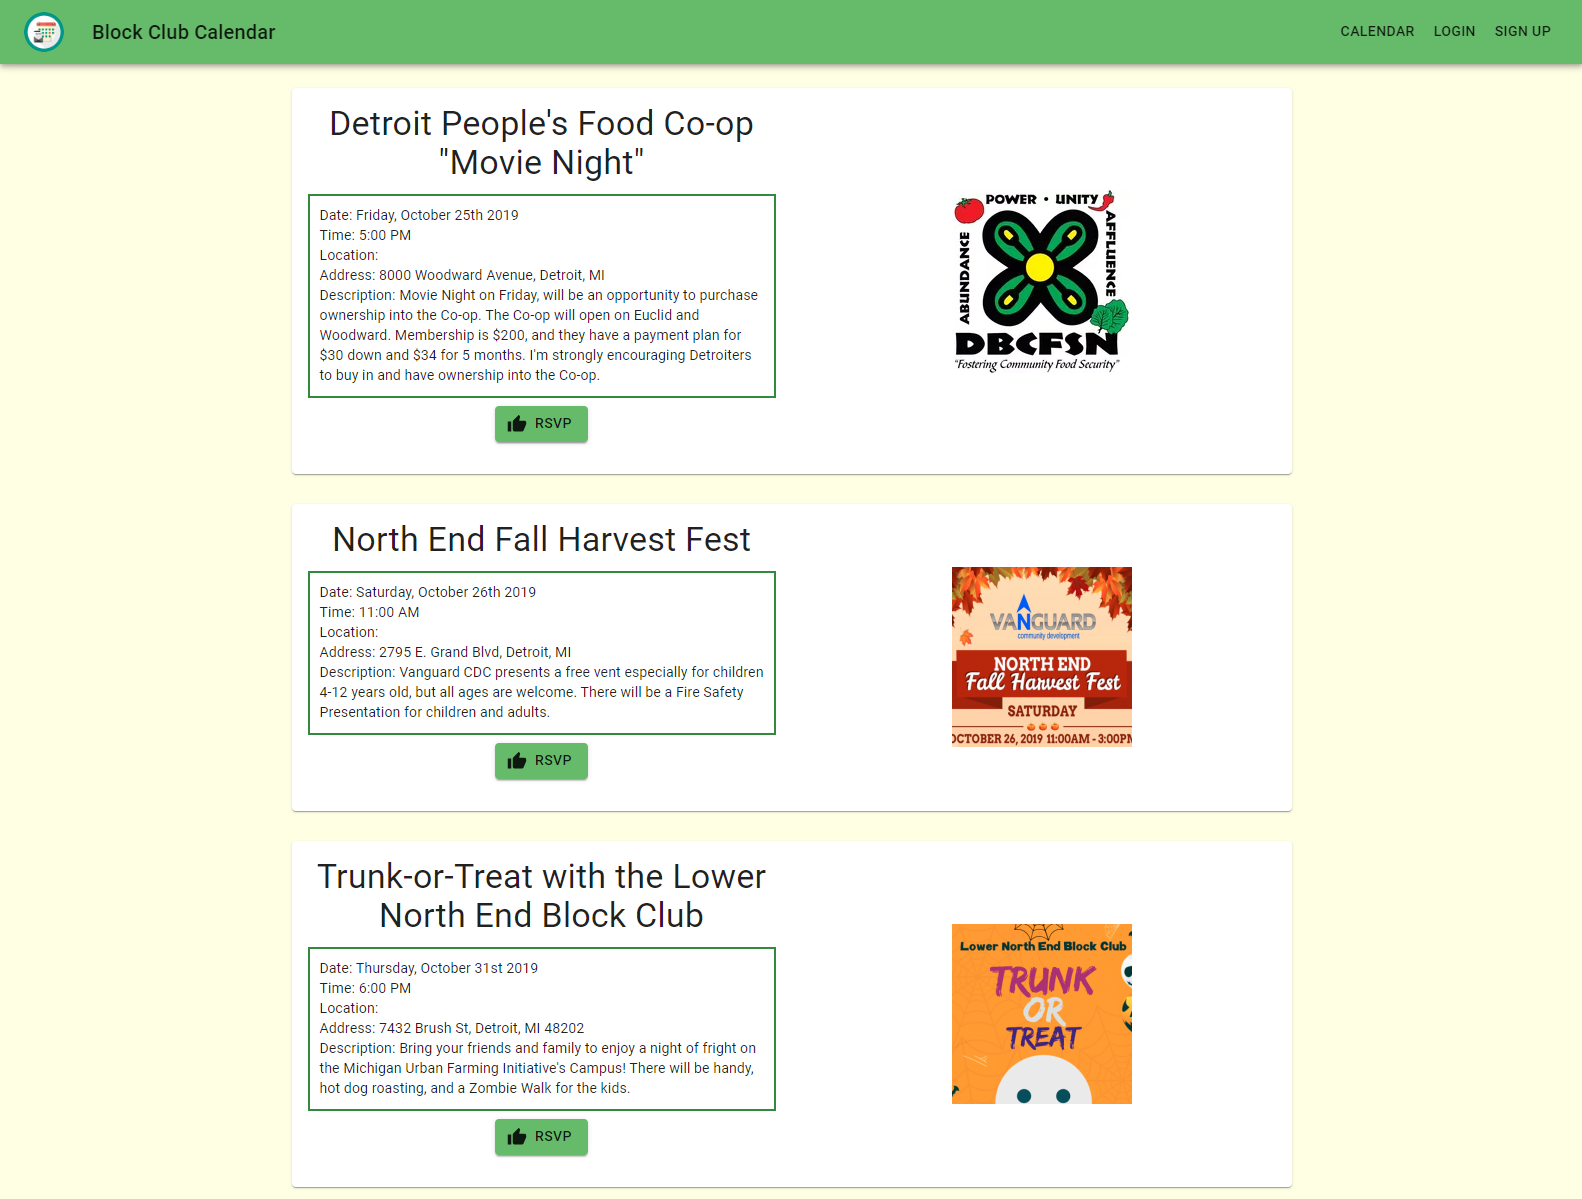 Block Club Calendar
CALENDAR LOGIN SIGN UP
Detroit People's Food Co-op
"Movie Night"
Date: Friday, October 25th 2019
Time: 5:00 PM
Location:
Address: 8000 Woodward Avenue, Detroit, MI
Description: Movie Night on Friday, will be an opportunity to purchase
ownership into the Co-op. The Co-op will open on Euclid and
Woodward. Membership is $200, and they have a payment plan for
$30 down and $34 for 5 months. I'm strongly encouraging Detroiters
to buy in and have ownership into the Co-op.
RSVP
POWER • UNITY
ABUNDANCE
AFFLUENCE
DBCFSN
"Fostering Community Food Security"
North End Fall Harvest Fest
Date: Saturday, October 26th 2019
Time: 11:00 AM
Location:
Address: 2795 E. Grand Blvd, Detroit, MI
Description: Vanguard CDC presents a free vent especially for children
4-12 years old, but all ages are welcome. There will be a Fire Safety
Presentation for children and adults.
RSVP
VANGUARD
community development
NORTH END
Fall Harvest Fest
SATURDAY
OCTOBER 26, 2019 11:00AM - 3:00PM
Trunk-or-Treat with the Lower
North End Block Club
Date: Thursday, October 31st 2019
Time: 6:00 PM
Location:
Address: 7432 Brush St, Detroit, MI 48202
Description: Bring your friends and family to enjoy a night of fright on
the Michigan Urban Farming Initiative's Campus! There will be handy,
hot dog roasting, and a Zombie Walk for the kids.
RSVP
Lower North End Block Club
TRUNK
OR
TREAT